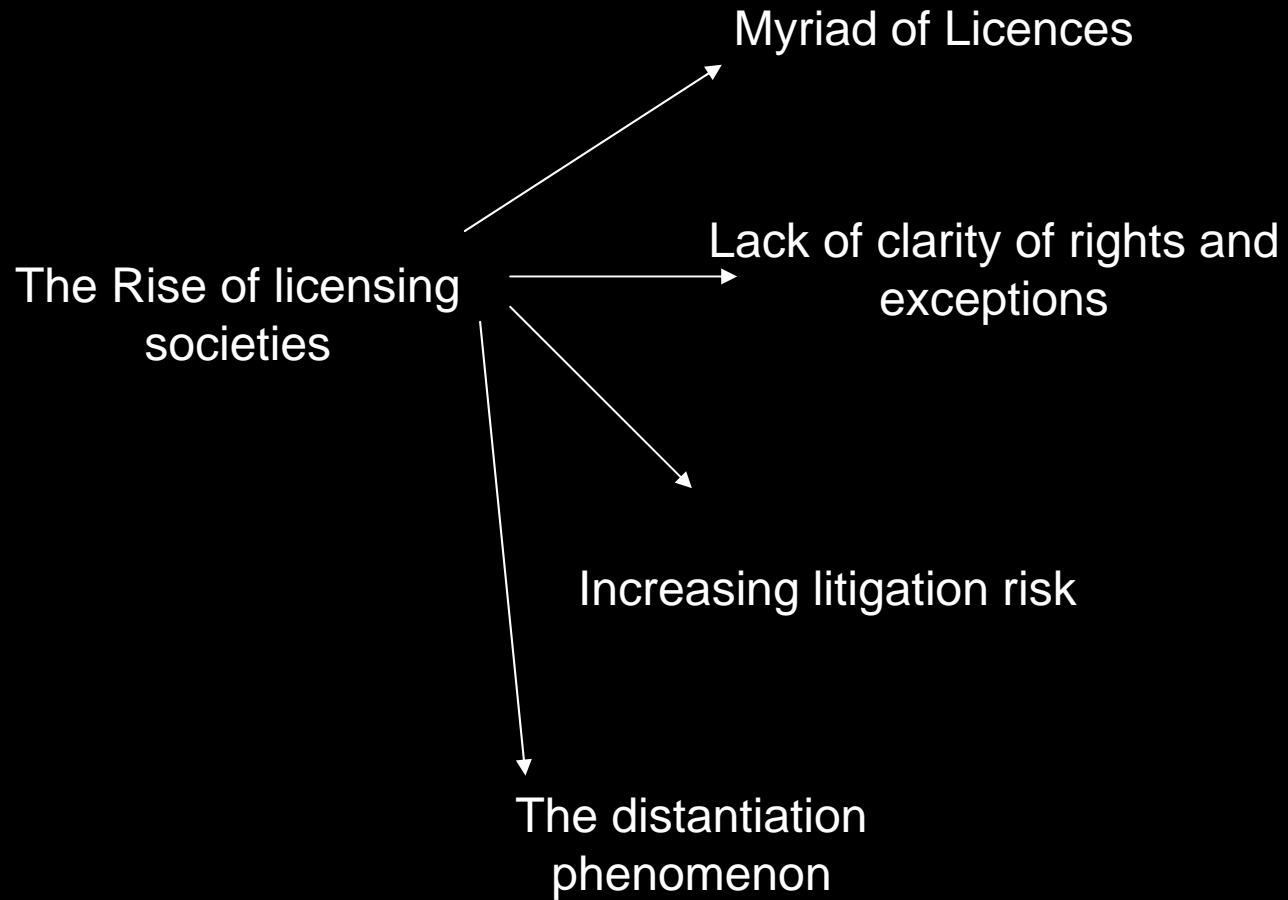 Myriad of Licences
The Rise of licensing
societies
Lack of clarity of rights and
exceptions
Increasing litigation risk
The distantiation
phenomenon